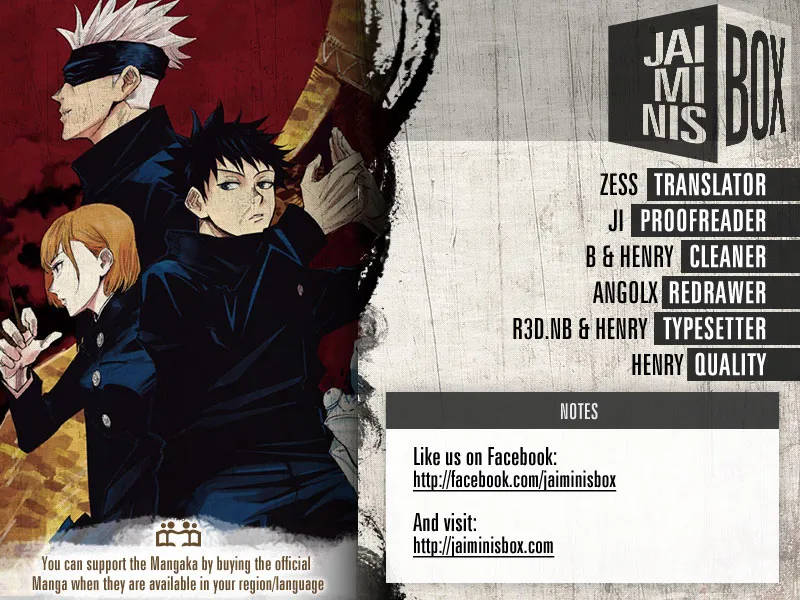 JAI
MI
NIS
BOX
ZESS TRANSLATOR
JI PROOFREADER
B & HENRY CLEANER
ANGOLX REDRAWER
R3D.NB & HENRY TYPESETTER
HENRY QUALITY
NOTES
Like us on Facebook:
http://facebook.com/jaiminisbox
And visit:
http://jaiminisbox.com
You can support the Mangaka by buying the official
Manga when they are available in your region/language